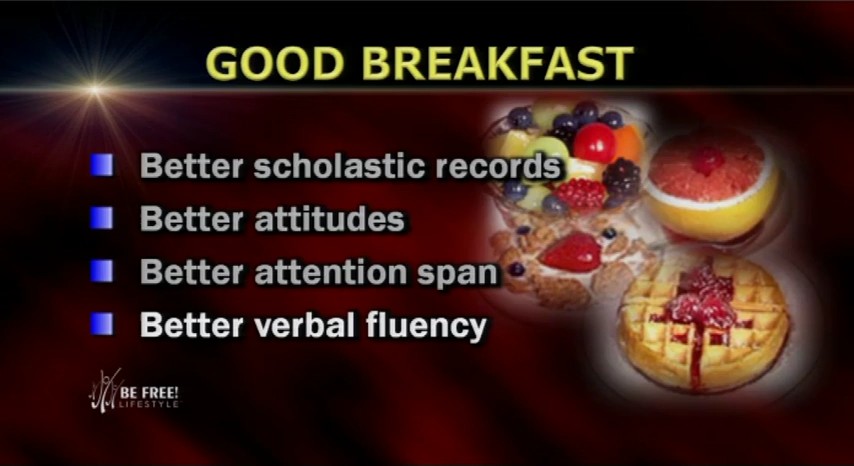 GOOD BREAKFAST
Better scholastic records
Better attitudes
Better attention span
Better verbal fluency
BE FREE!
LIFESTYLE